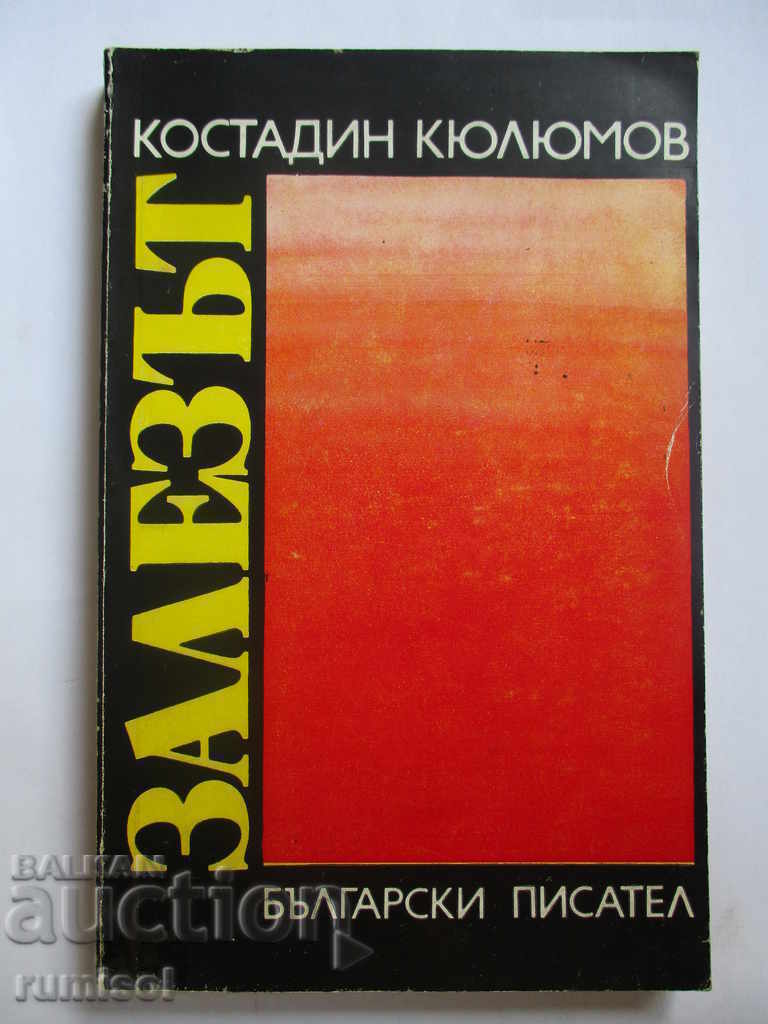 КОСТАДИН КЮЛЮМОВ
ЗАЛЕЗЪТ
БЪЛГАРСКИ ПИСАТЕЛ
BALKAN
auction
rumisol